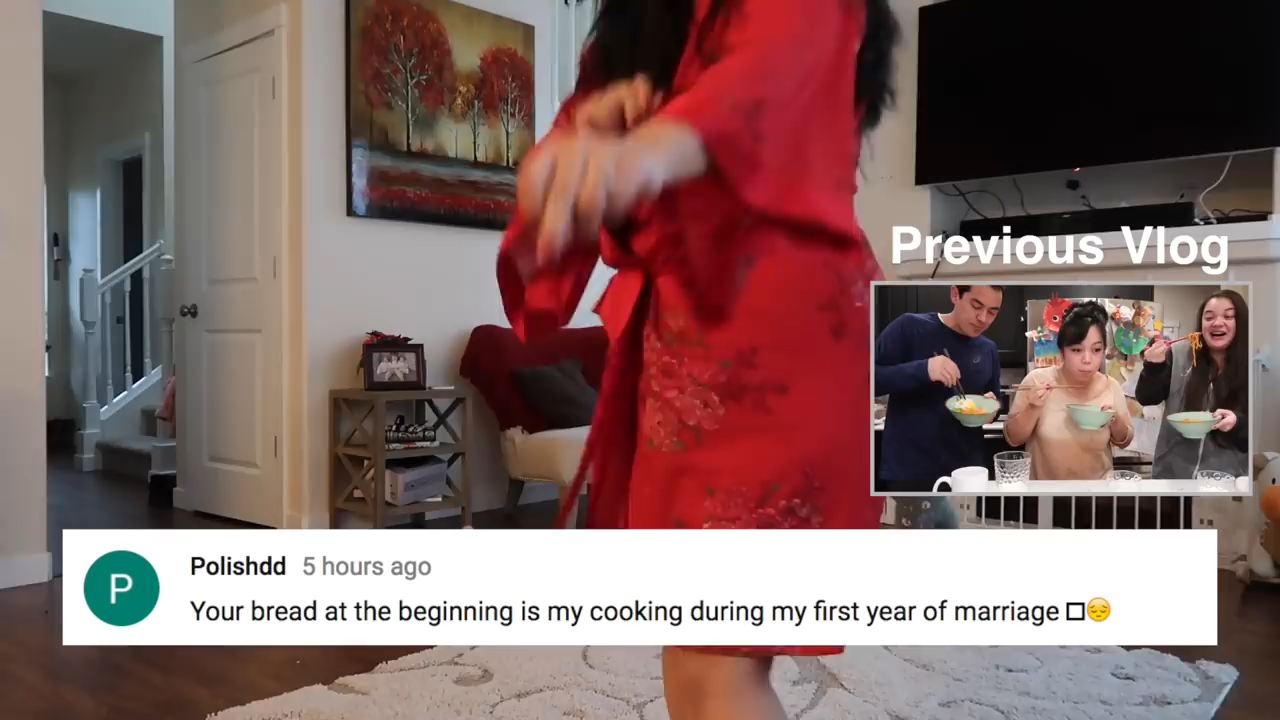 Previous Vlog
P
Polishdd 5 hours ago
Your bread at the beginning is my cooking during my first year of marriage □😔